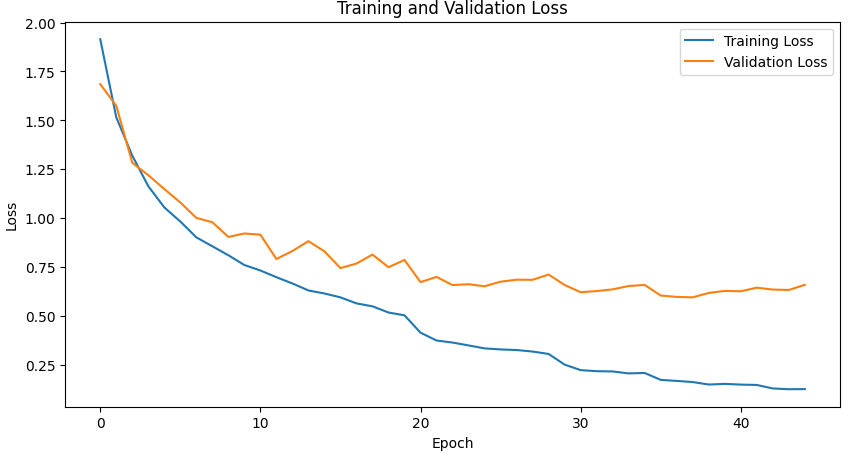 Training and Validation Loss
Training Loss
Validation Loss
2.00
1.75
1.50
1.25
1.00
0.75
0.50
0.25
Loss
0 10 20 30 40
Epoch